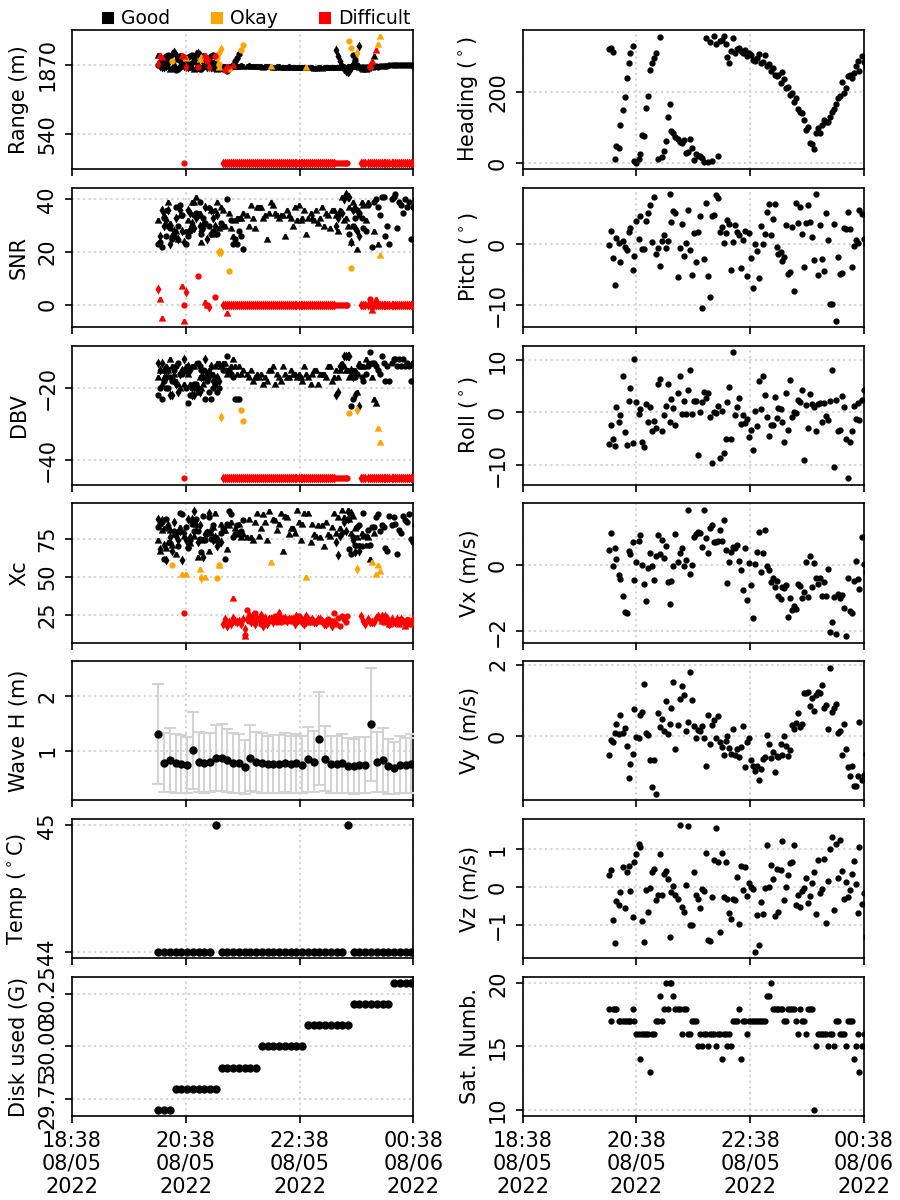 Good Okay Difficult
Range (m)
1870
540
Heading (°)
200
0
SNR
40
20
0
Pitch (°)
0
−10
DBV
−20
−40
Roll (°)
10
0
−10
Xc
75
50
25
Vx (m/s)
0
−2
Wave H (m)
2
1
Vy (m/s)
2
0
Temp (°C)
45
44
Vz (m/s)
1
0
−1
Disk used (G)
30.25
30.00
29.75
Sat. Numb.
20
15
10
18:38 20:38 22:38 00:38
08/05 08/05 08/05 08/06
2022 2022 2022 2022
18:38 20:38 22:38 00:38
08/05 08/05 08/05 08/06
2022 2022 2022 2022